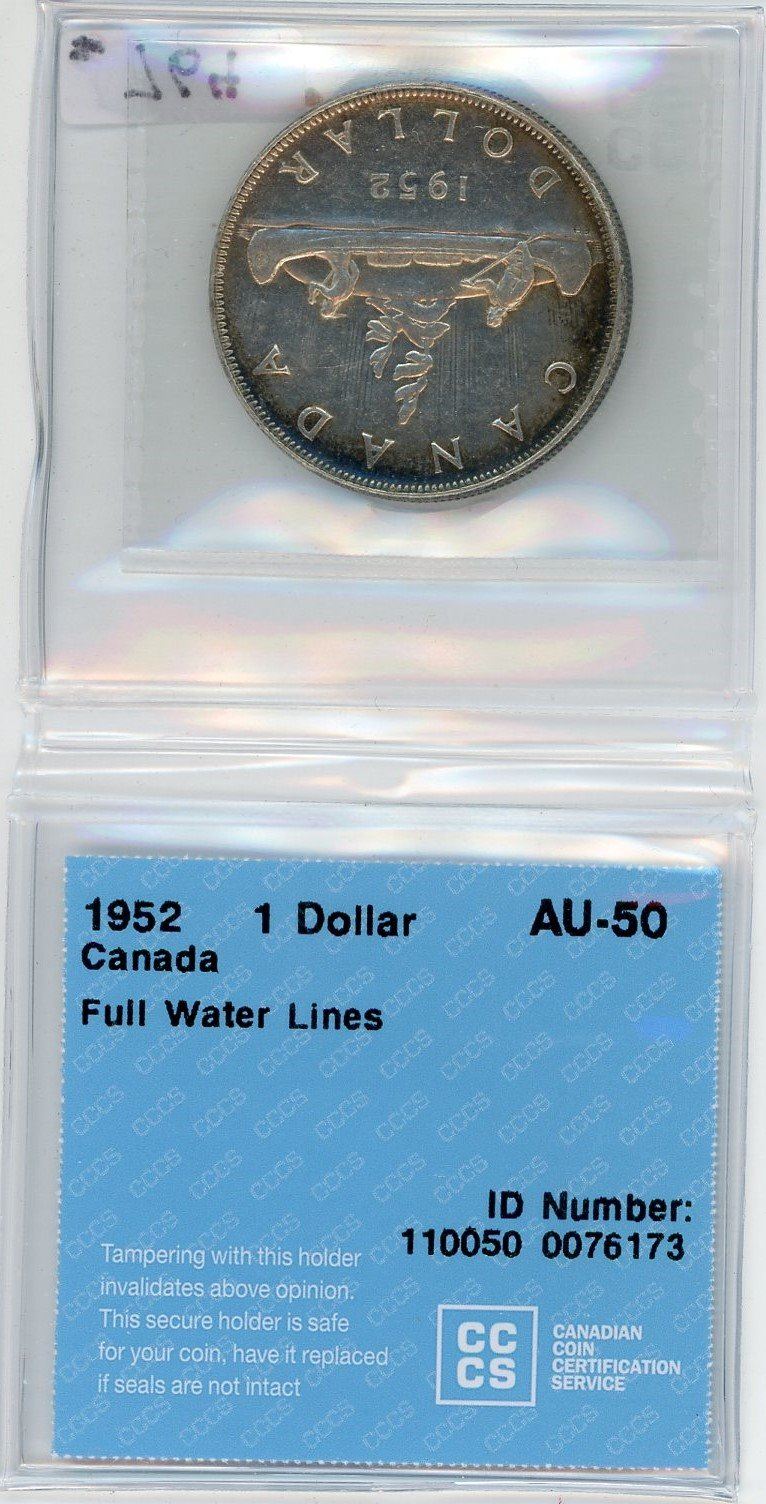 CANADA
1952
DOLLAR
1952 1 Dollar AU-50
Canada
Full Water Lines
ID Number:
110050 0076173
Tampering with this holder
invalidates above opinion.
This secure holder is safe
for your coin, have it replaced
if seals are not intact
CC
CS
CANADIAN
COIN
CERTIFICATION
SERVICE